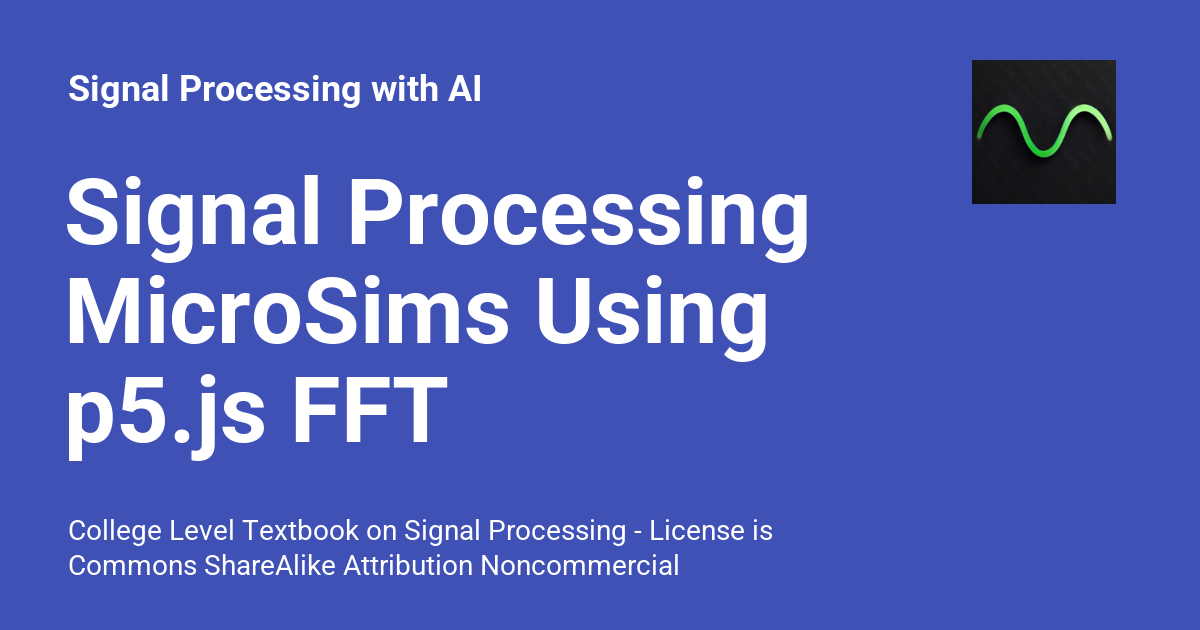 Signal Processing with AI
Signal Processing
MicroSims Using
p5.js FFT
College Level Textbook on Signal Processing - License is
Commons ShareAlike Attribution Noncommercial